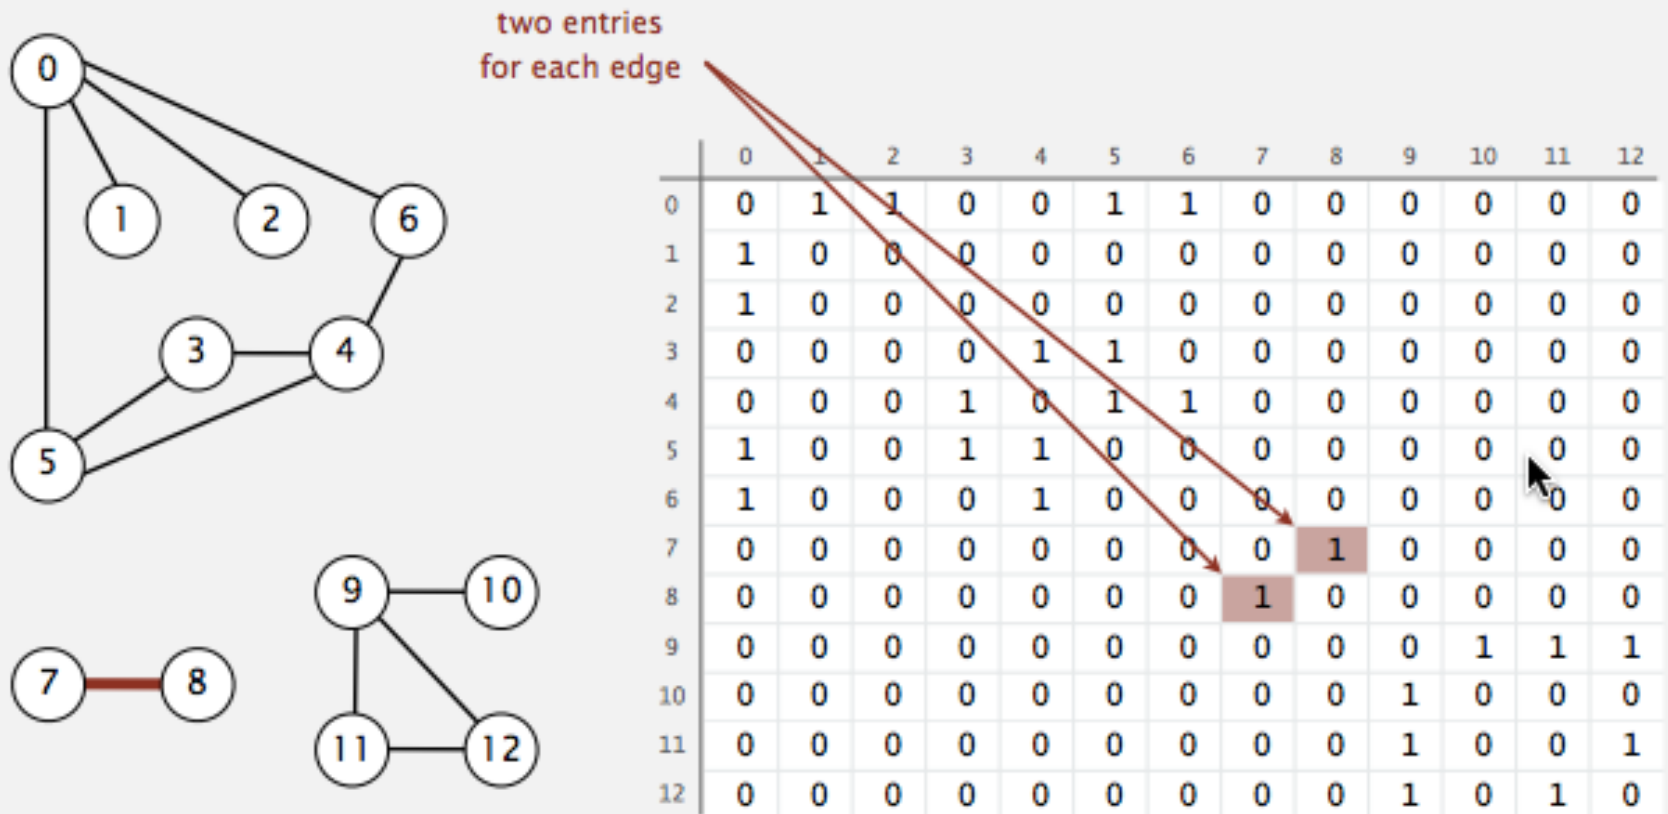 two entries
for each edge
0
1
2
6
3
4
5
9
10
7
8
11
12
0 1 2 3 4 5 6 7 8 9 10 11 12
0 0 1 1 0 0 1 1 0 0 0 0 0 0
1 1 0 0 0 0 0 0 0 0 0 0 0 0
2 1 0 0 0 0 0 0 0 0 0 0 0 0
3 0 0 0 0 1 1 0 0 0 0 0 0 0
4 0 0 0 1 0 1 1 0 0 0 0 0 0
5 1 0 0 1 1 0 0 0 0 0 0 0 0
6 1 0 0 0 1 0 0 0 0 0 0 0 0
7 0 0 0 0 0 0 0 0 1 0 0 0 0
8 0 0 0 0 0 0 0 1 0 0 0 0 0
9 0 0 0 0 0 0 0 0 0 0 1 1 1
10 0 0 0 0 0 0 0 0 0 1 0 0 0
11 0 0 0 0 0 0 0 0 0 1 0 0 1
12 0 0 0 0 0 0 0 0 0 1 0 1 0